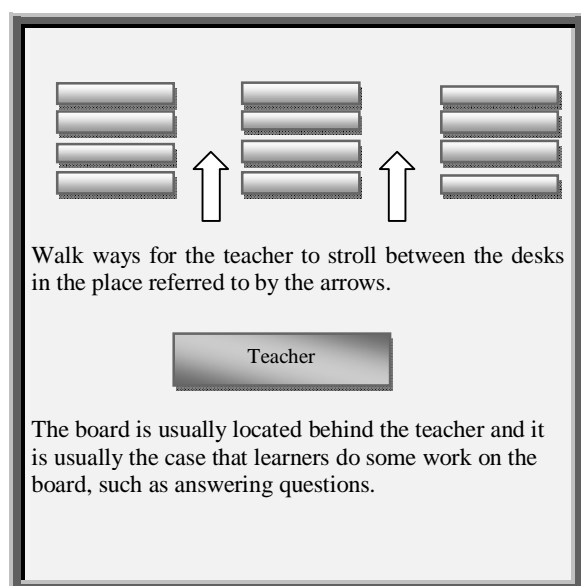 Walk ways for the teacher to stroll between the desks
in the place referred to by the arrows.
Teacher
The board is usually located behind the teacher and it
is usually the case that learners do some work on the
board, such as answering questions.